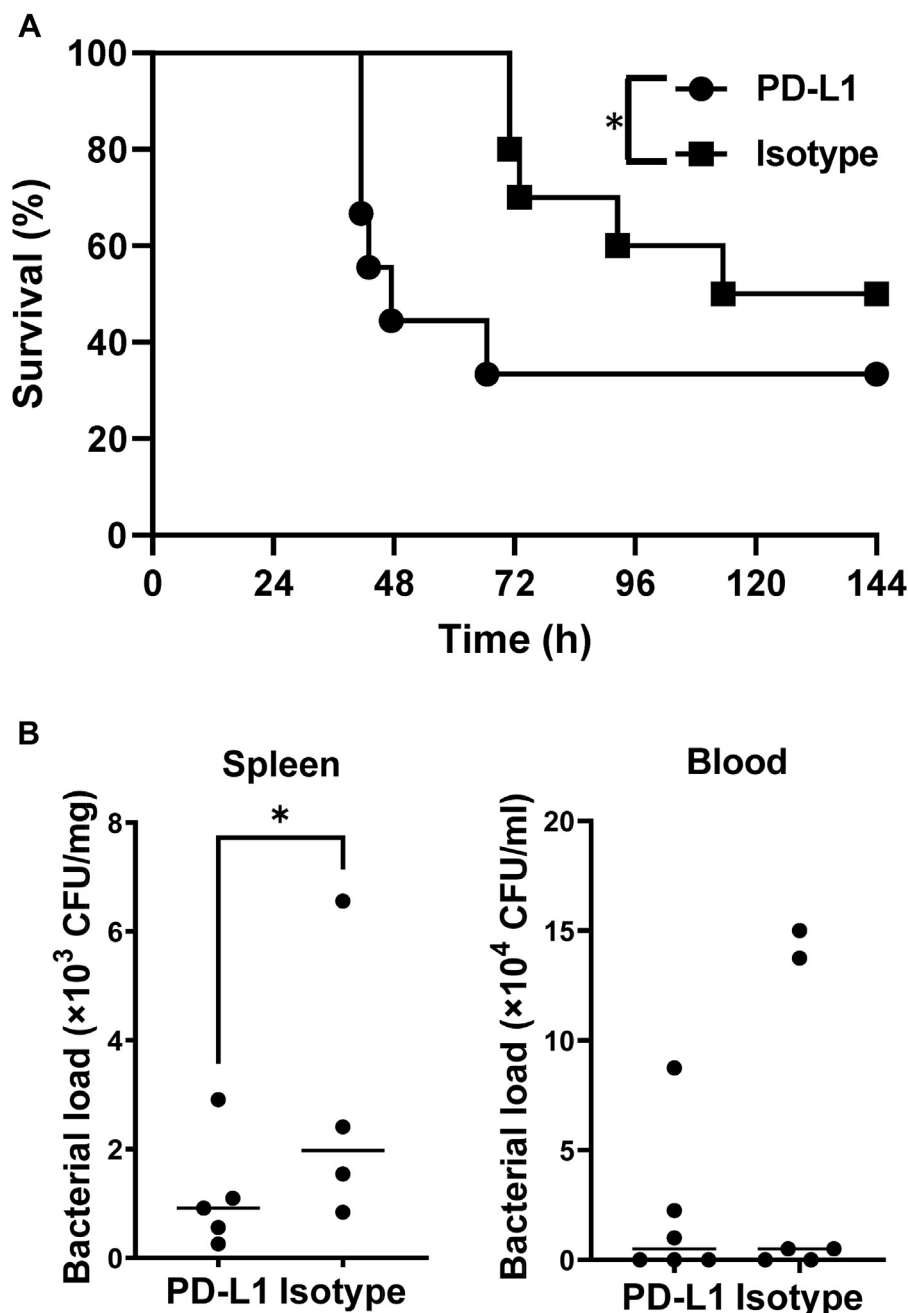 A
100
80
60
40
20
0
Survival (%)
0 24 48 72 96 120 144
Time (h)
*
PD-L1
Isotype
B
Spleen
*
8
6
4
2
0
Bacterial load (×10³ CFU/mg)
PD-L1 Isotype
Blood
20
15
10
5
0
Bacterial load (×10⁴ CFU/ml)
PD-L1 Isotype